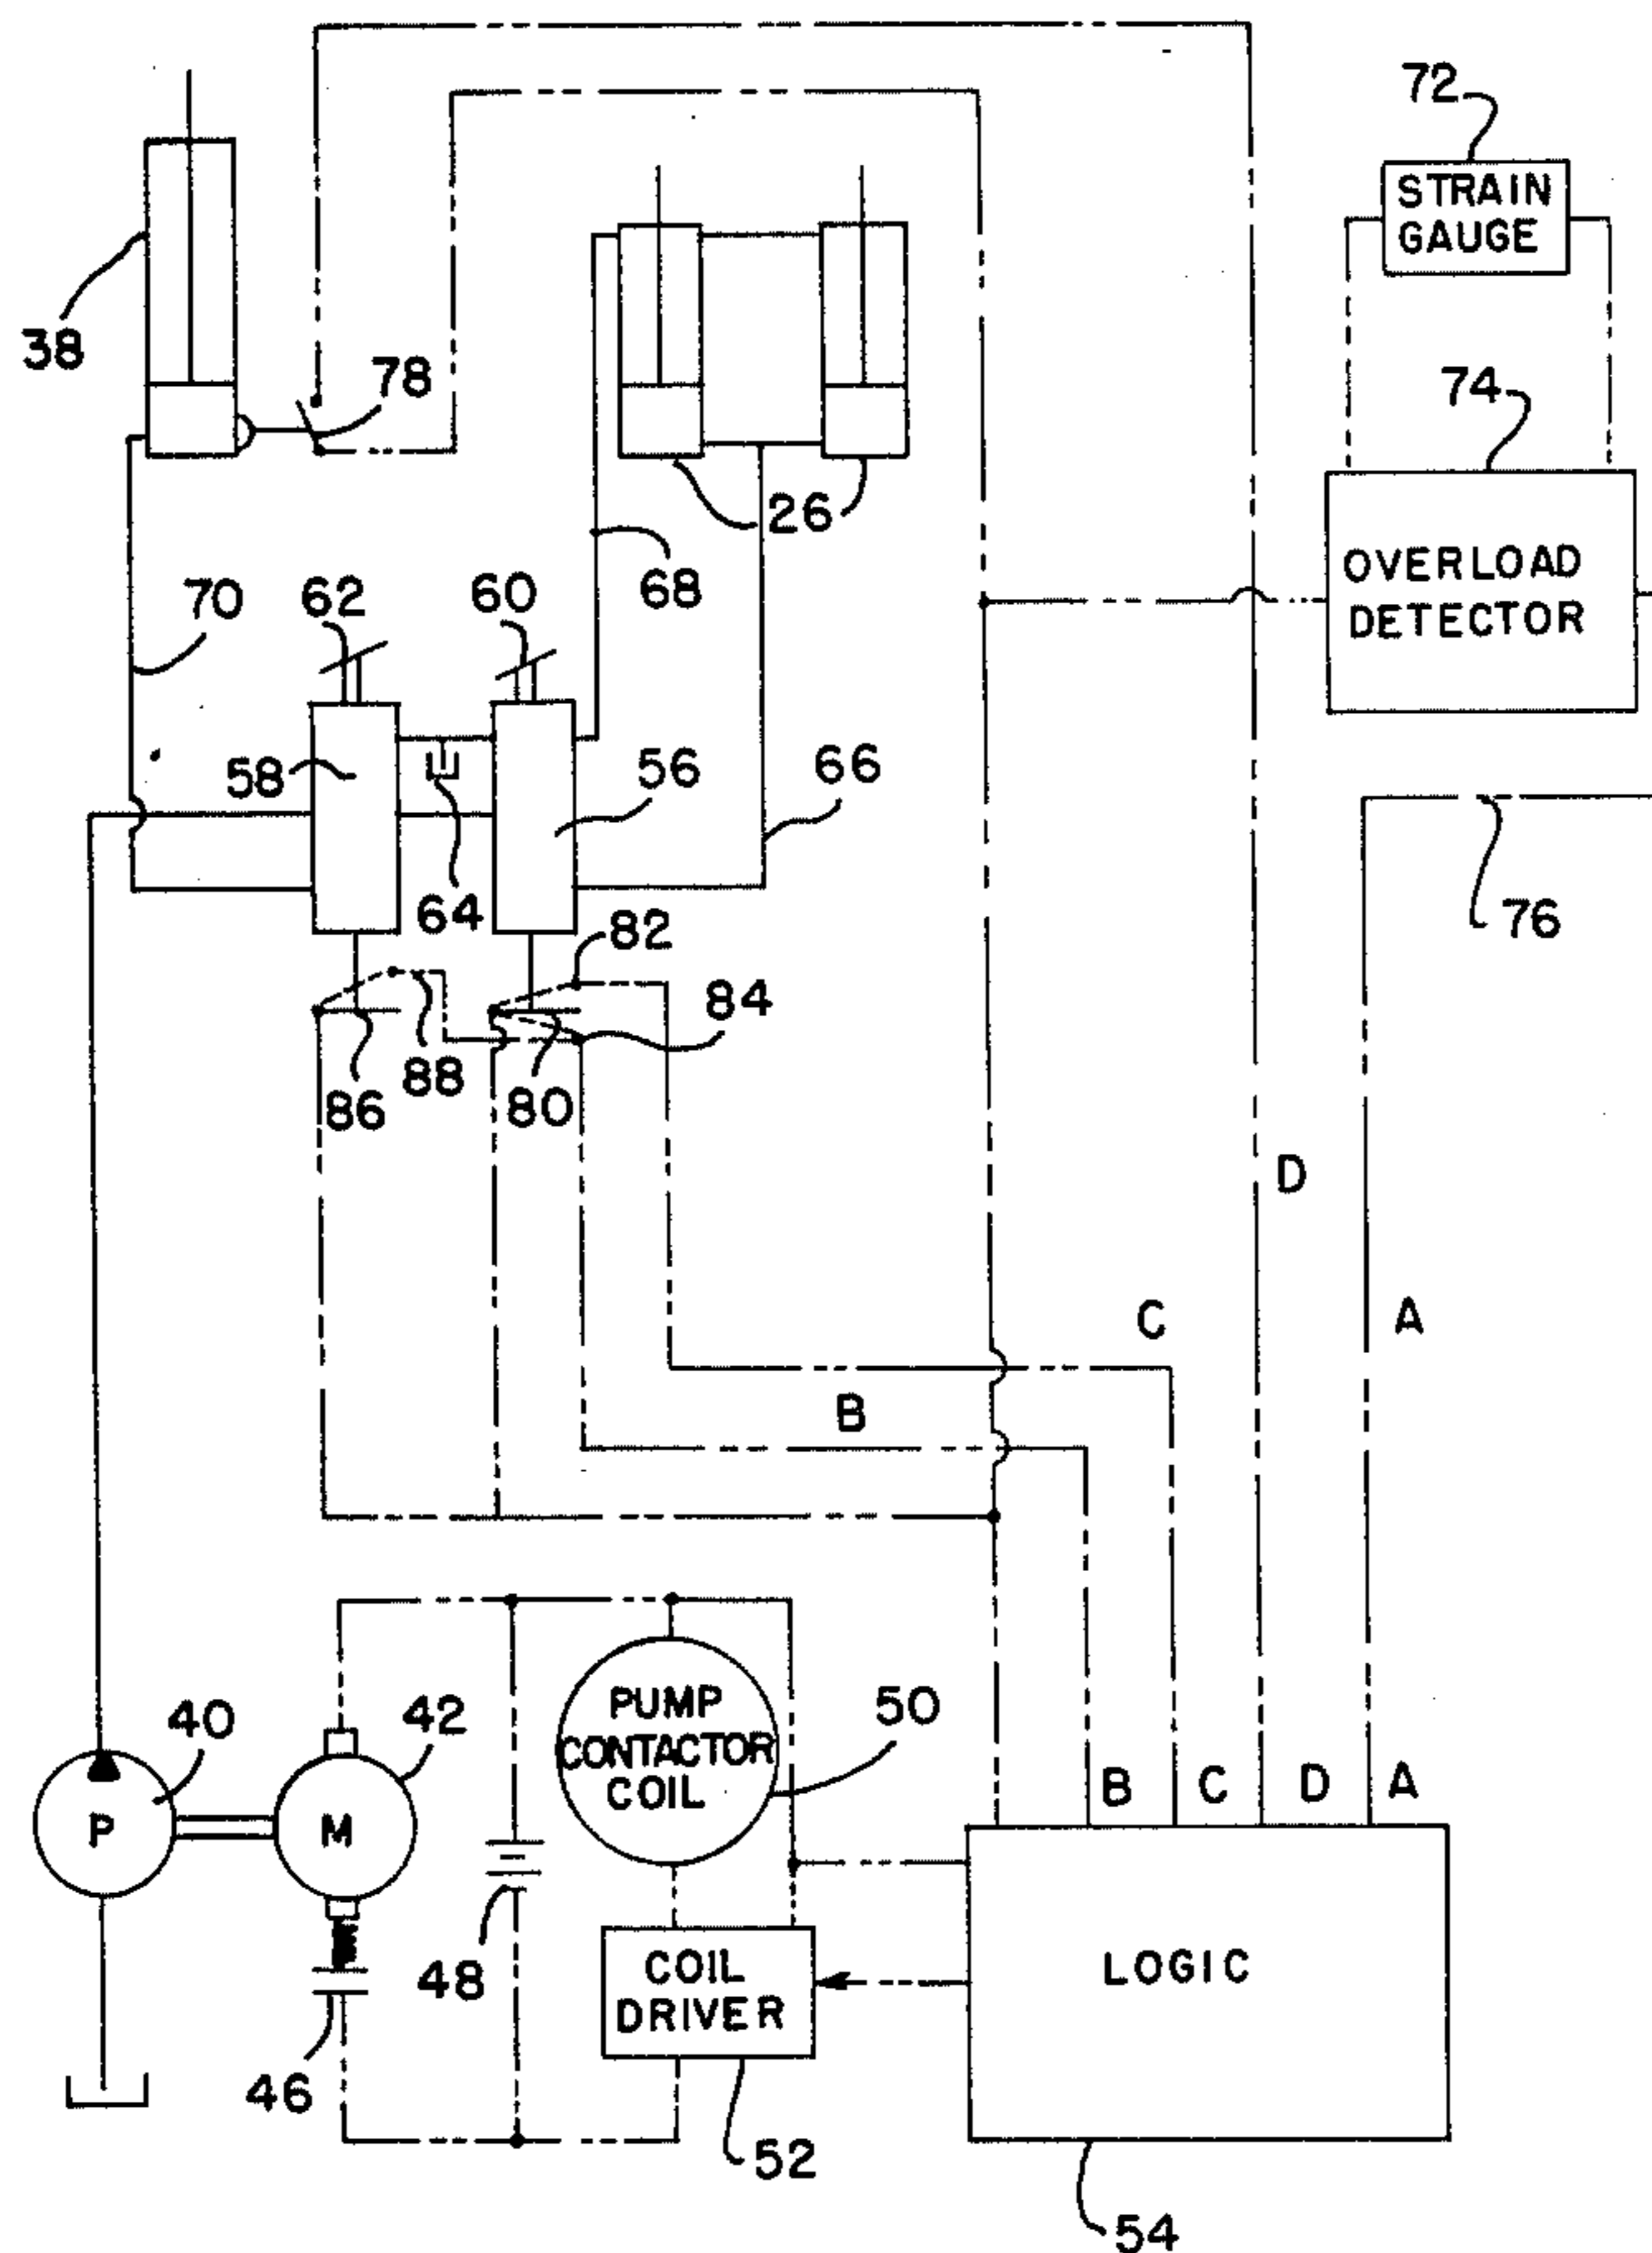 72
STRAIN
GAUGE
38
78
74
26
OVERLOAD
DETECTOR
70
62
60
68
58
56
66
64
82
76
84
88
86
80
D
C
A
B
40
42
PUMP
CONTACTOR
COIL
50
P
M
B
C
D
A
48
COIL
DRIVER
LOGIC
46
52
54